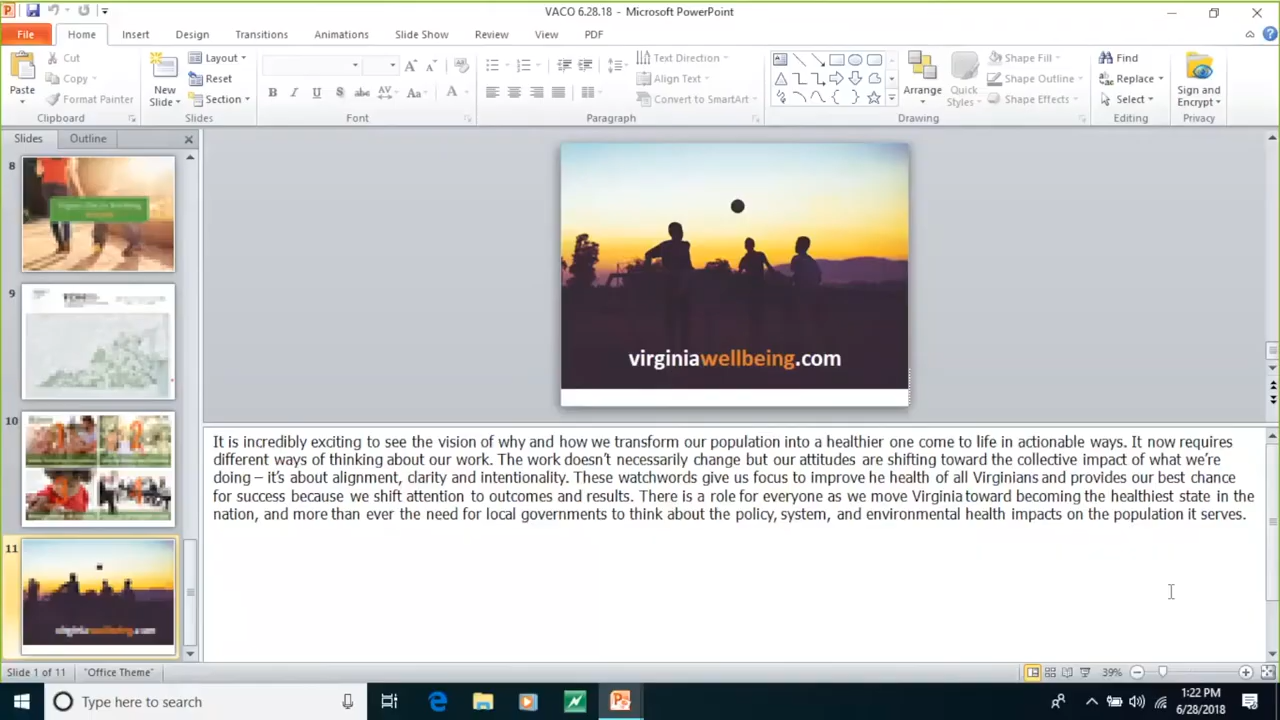 VACO 6.28.18 - Microsoft PowerPoint
File Home Insert Design Transitions Animations Slide Show Review View PDF
Paste
Cut
Copy
Format Painter
Clipboard
New Slide
Layout
Reset
Section
Slides
Font
Text Direction
Align Text
Convert to SmartArt
Paragraph
Arrange
Quick Styles
Shape Fill
Shape Outline
Shape Effects
Drawing
Find
Replace
Select
Editing
Sign and Encrypt
Privacy
Slides Outline
8
9
10
11
virginiawellbeing.com
It is incredibly exciting to see the vision of why and how we transform our population into a healthier one come to life in actionable ways. It now requires
different ways of thinking about our work. The work doesn't necessarily change but our attitudes are shifting toward the collective impact of what we're
doing – it's about alignment, clarity and Intentionality. These watchwords give us focus to improve he health of all Virginians and provides our best chance
for success because we shift attention to outcomes and results. There is a role for everyone as we move Virginia toward becoming the healthiest state in the
nation, and more than ever the need for local governments to think about the policy, system, and environmental health impacts on the population it serves.
Slide 1 of 11 "Office Theme" 39%
Type here to search
1:22 PM
6/28/2018